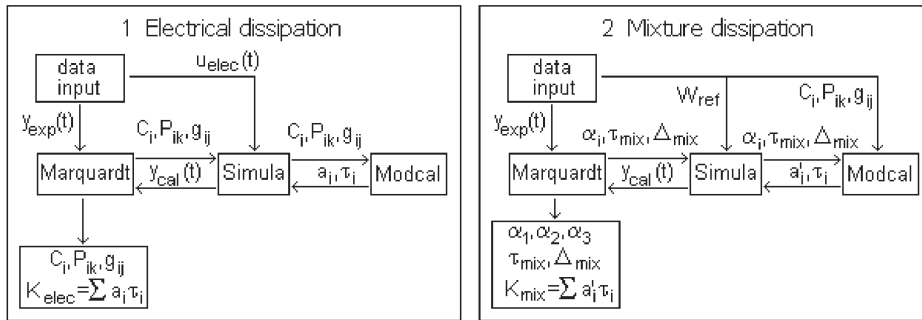 1 Electrical dissipation
data
input
u_elec(t)
y_exp(t)
C_i,P_ik,g_ij
C_i,P_ik,g_ij
Marquardt
y_cal(t)
Simula
a_i,τ_i
Modcal
C_i,P_ik,g_ij
K_elec=∑ a_i τ_i
2 Mixture dissipation
data
input
W_ref
C_i,P_ik,g_ij
y_exp(t)
α_i,τ_mix,Δ_mix
α_i,τ_mix,Δ_mix
Marquardt
y_cal(t)
Simula
a'_i,τ_i
Modcal
α_1,α_2,α_3
τ_mix,Δ_mix
K_mix=∑ a'_i τ_i